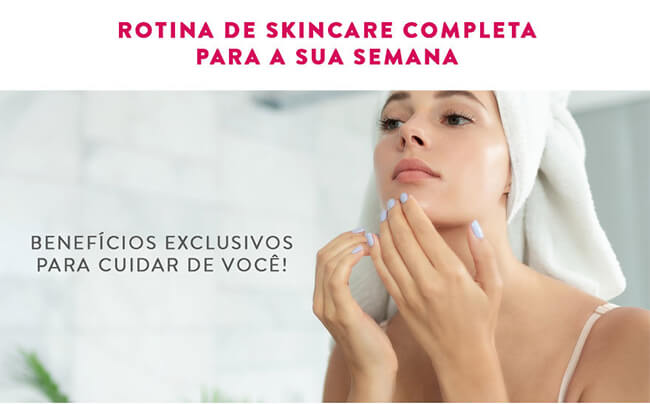 ROTINA DE SKINCARE COMPLETA
PARA A SUA SEMANA
BENEFÍCIOS EXCLUSIVOS
PARA CUIDAR DE VOCÊ!